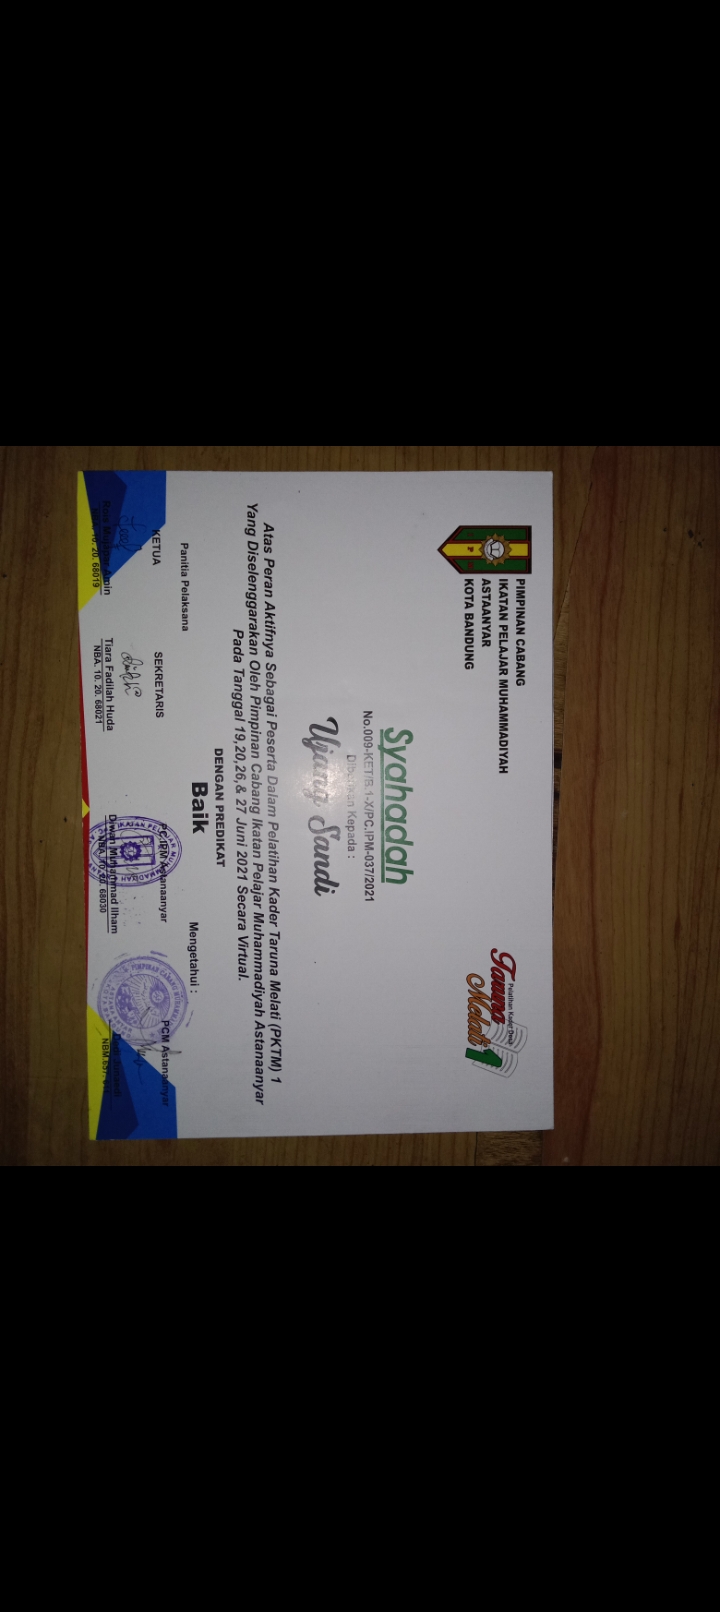 PIMPINAN CABANG
IKATAN PELAJAR MUHAMMADIYAH
ASTAANYAR
KOTA BANDUNG
Pelatihan Kader Dasar
Taruna
Melati 1
Syahadah
No.009-KET/B.1-X/PC.IPM-037/2021
Diberikan Kepada :
Ujang Sandi
Atas Peran Aktifnya Sebagai Peserta Dalam Pelatihan Kader Taruna Melati (PKTM) 1
Yang Diselenggarakan Oleh Pimpinan Cabang Ikatan Pelajar Muhammadiyah Astanaanyar
Pada Tanggal 19,20,26,& 27 Juni 2021 Secara Virtual.
DENGAN PREDIKAT
Baik
Panitia Pelaksana
Mengetahui :
KETUA
SEKRETARIS
PC.IPM Astanaanyar
PCM Astanaanyar
Tiara Fadilah Huda
NBA. 10. 20. 68021
Muhammad Ilham
NBA. 10. 20. 68030
20. 68019
NBM.